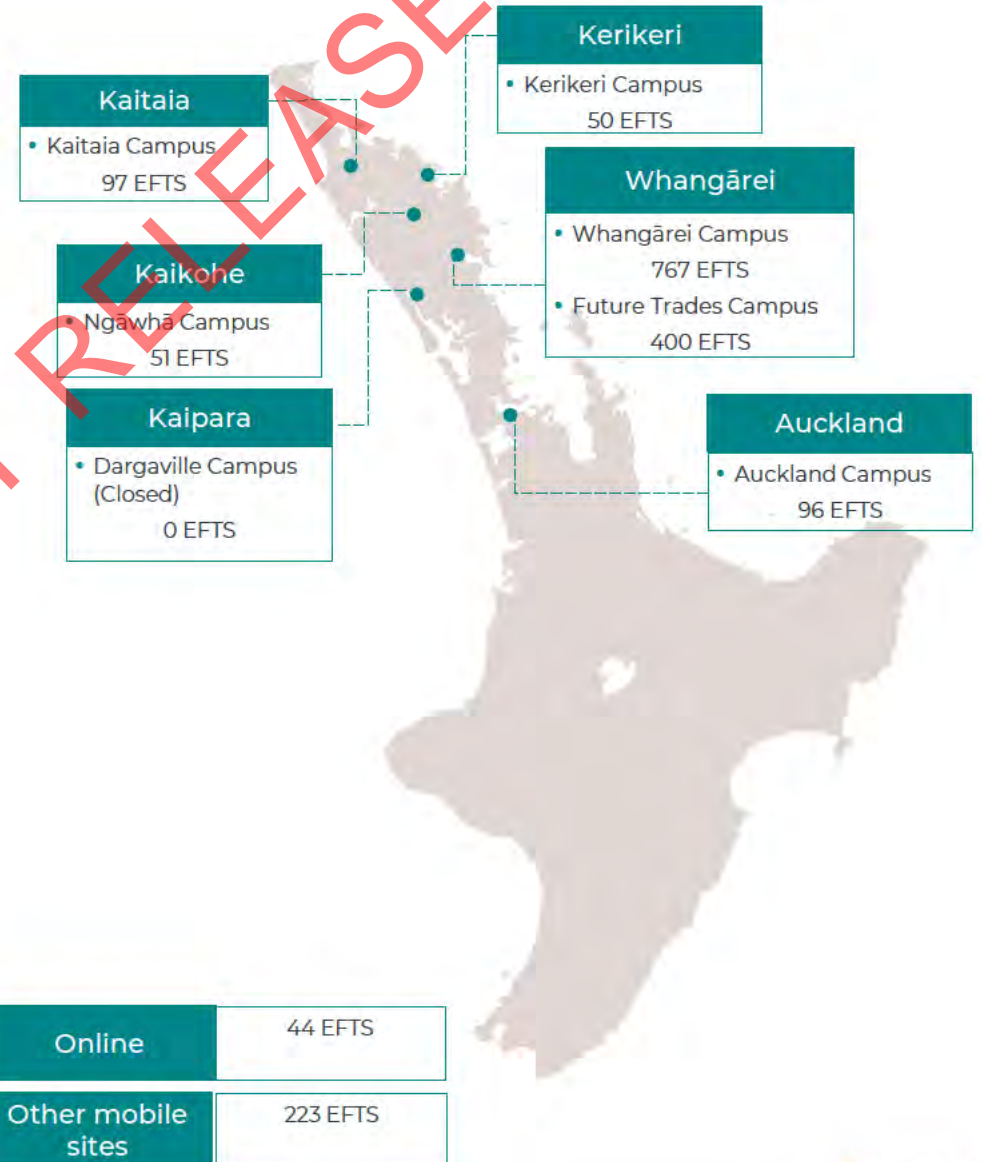 RELEASE
Kerikeri
• Kerikeri Campus
50 EFTS
Kaitaia
• Kaitaia Campus
97 EFTS
Whangārei
• Whangārei Campus
767 EFTS
• Future Trades Campus
400 EFTS
Kaikohe
• Ngāwhā Campus
51 EFTS
Kaipara
• Dargaville Campus
(Closed)
0 EFTS
Auckland
• Auckland Campus
96 EFTS
Online
44 EFTS
Other mobile
sites
223 EFTS